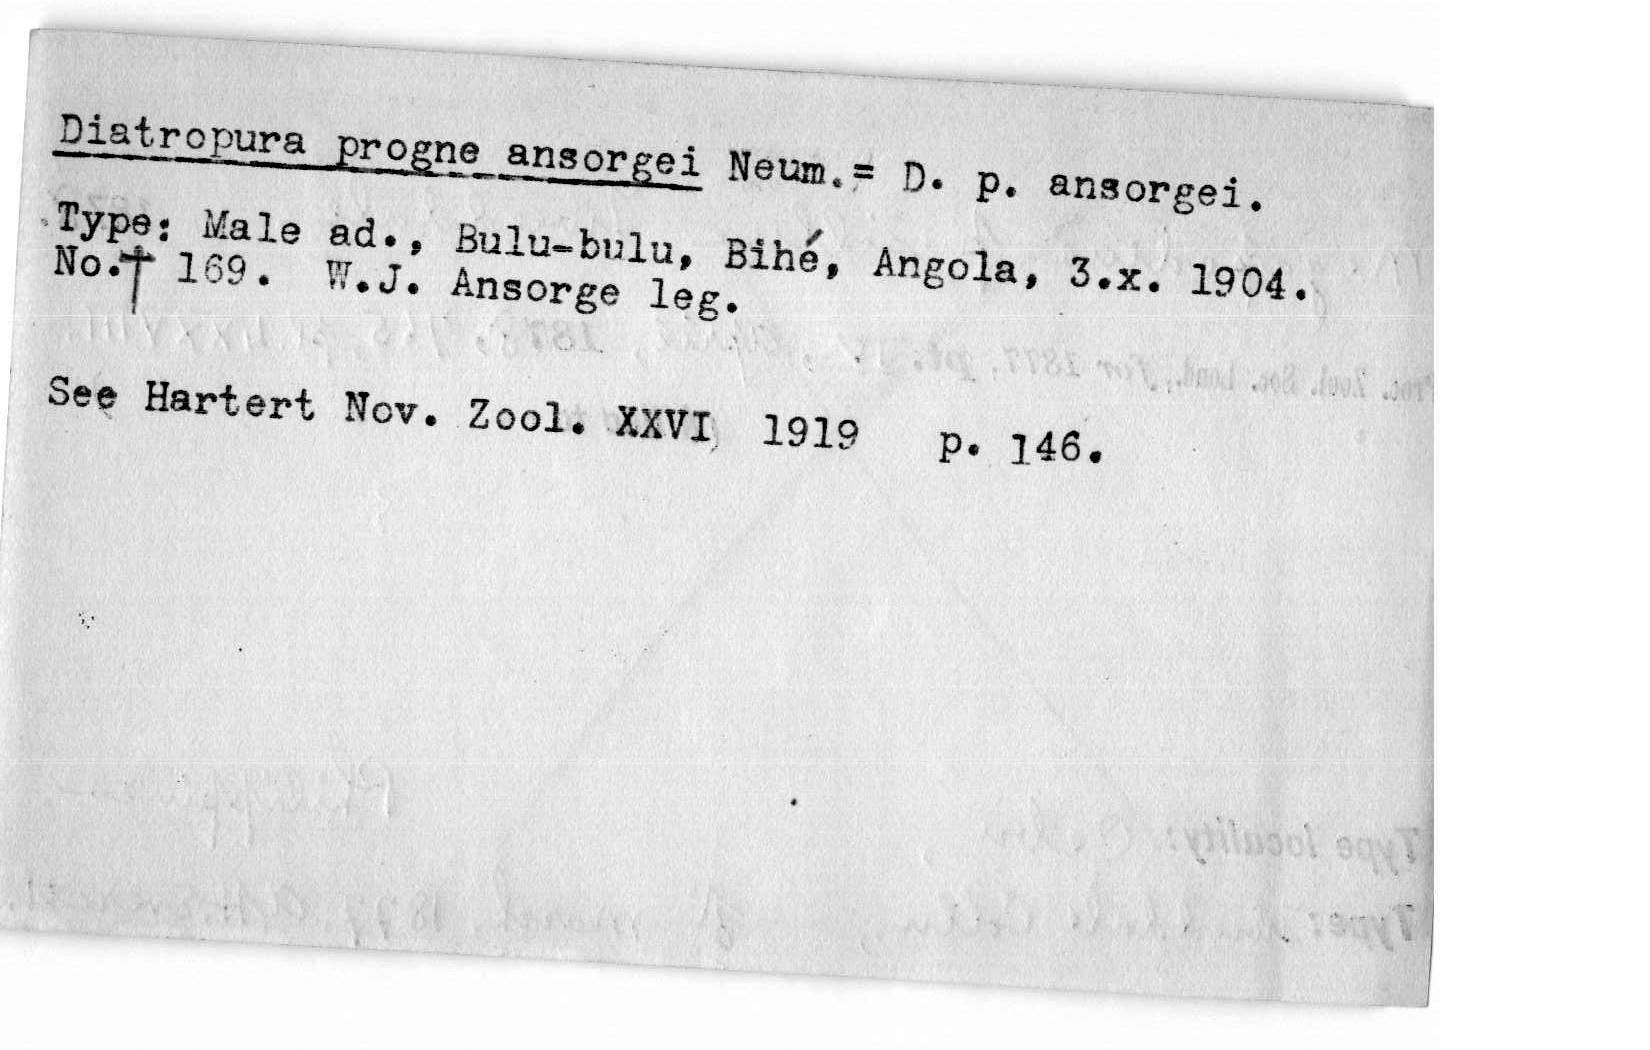 Diatropura progne ansorgei Neum. = D. p. ansorgei.
Type: Male ad., Bulu-bulu, Bihé, Angola, 3.x. 1904.
No.† 169. W.J. Ansorge leg.
See Hartert Nov. Zool. XXVI 1919 p. 146.